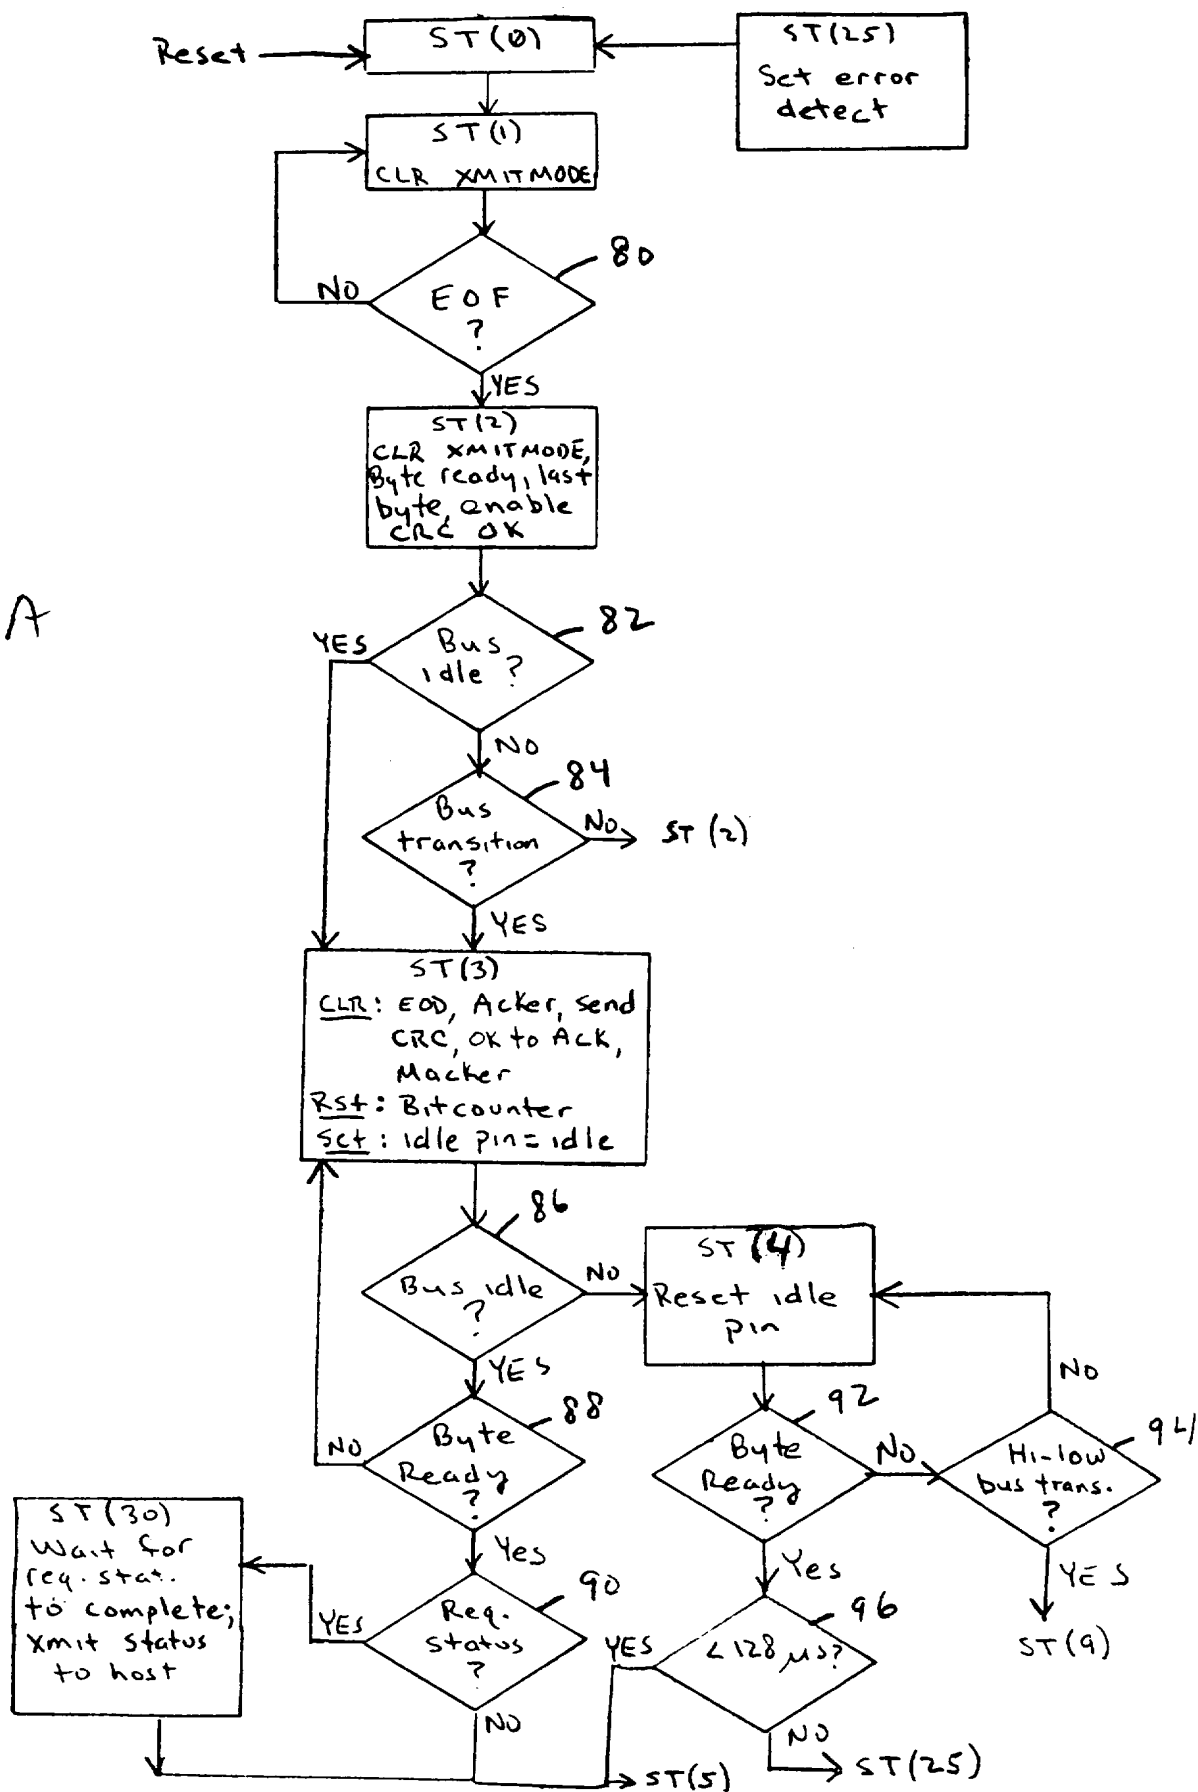 Reset
ST(0)
ST(25)
Set error
detect
ST(1)
CLR XMITMODE
80
EOF
?
NO
YES
ST(2)
CLR XMITMODE,
Byte ready, last
byte, enable
CRC OK
A
82
Bus
idle ?
YES
NO
84
Bus
transition
?
NO
ST(2)
YES
ST(3)
CLR: EOD, Acker, send
CRC, OK to ACK,
Macker
Rst: Bitcounter
Set: idle pin = idle
86
Bus idle
?
NO
YES
ST(4)
Reset idle
pin
NO
88
Byte
Ready
?
NO
Yes
92
Byte
Ready
?
NO
Yes
94
Hi-low
bus trans.
?
YES
ST(9)
ST(30)
Wait for
req. stat.
to complete;
Xmit status
to host
90
Req.
status
?
YES
NO
96
<128 µs?
YES
NO
ST(5)
ST(25)